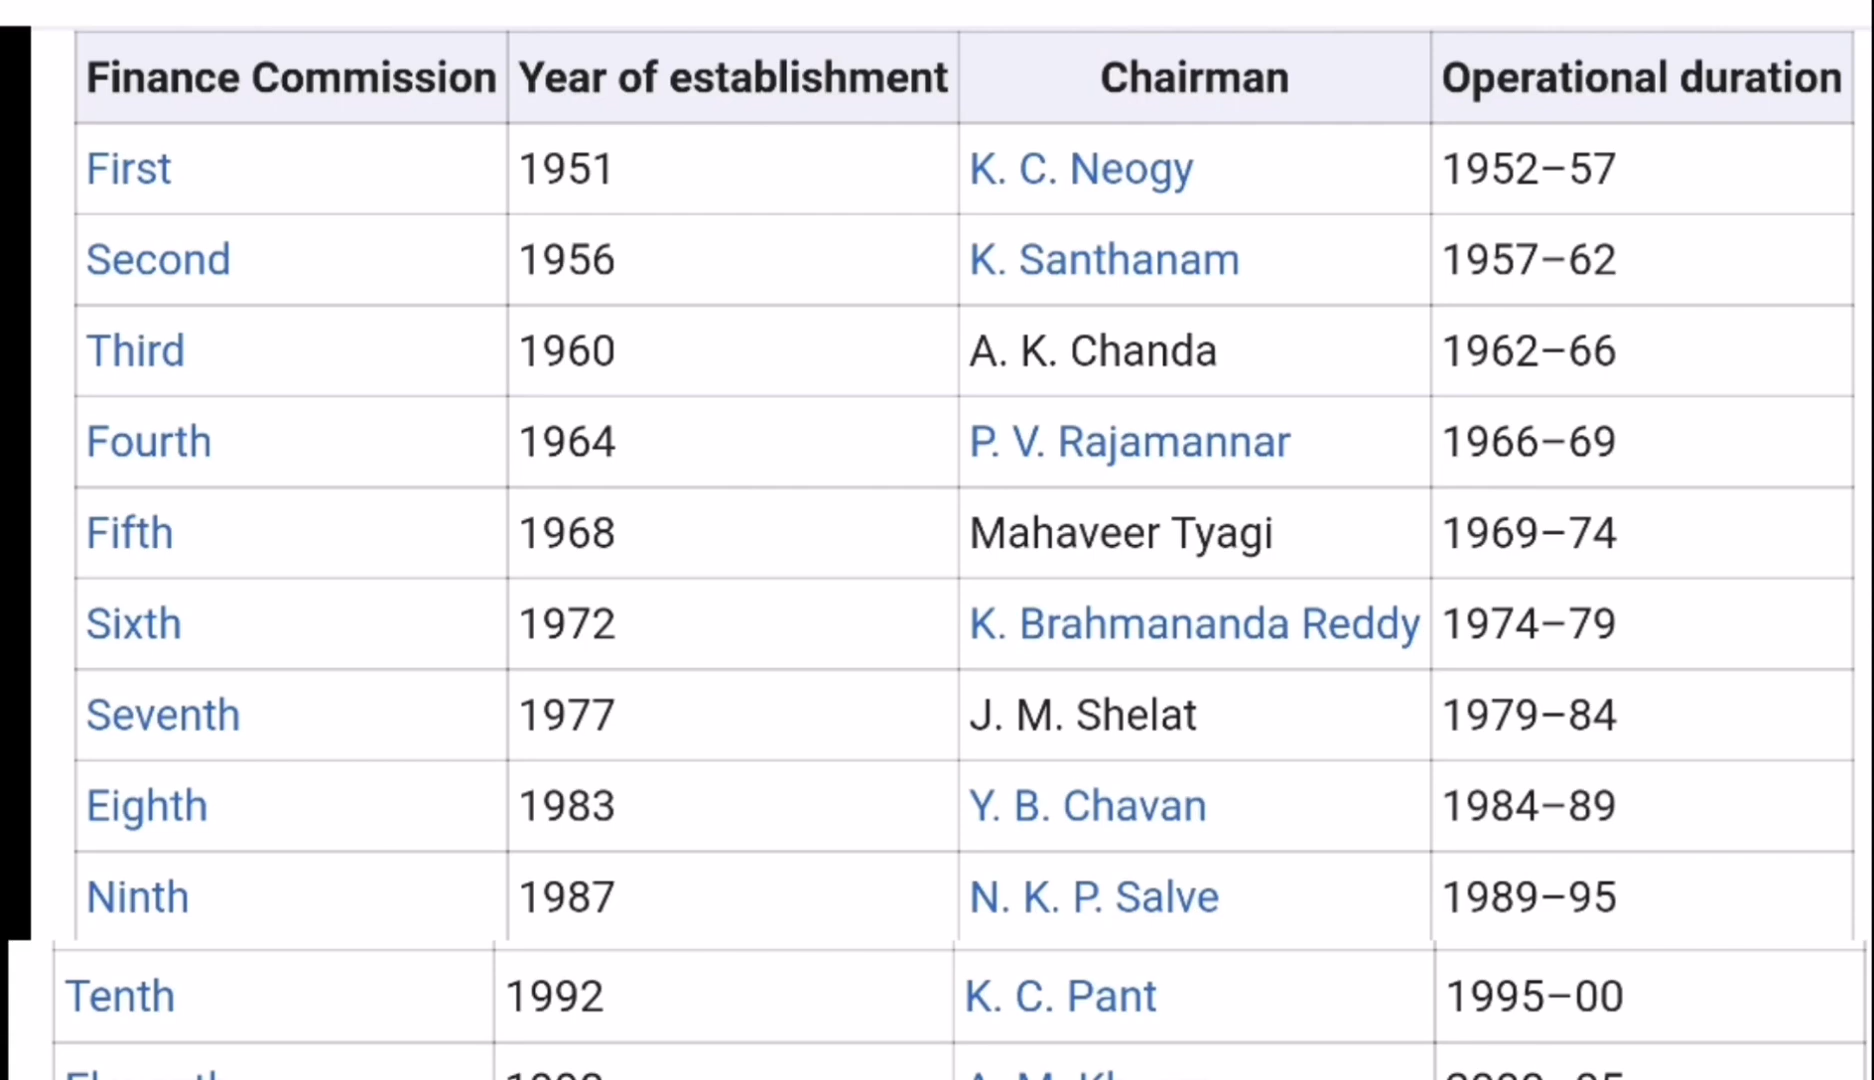 Finance Commission Year of establishment Chairman Operational duration
First 1951 K. C. Neogy 1952–57
Second 1956 K. Santhanam 1957–62
Third 1960 A. K. Chanda 1962–66
Fourth 1964 P. V. Rajamannar 1966–69
Fifth 1968 Mahaveer Tyagi 1969–74
Sixth 1972 K. Brahmananda Reddy 1974–79
Seventh 1977 J. M. Shelat 1979–84
Eighth 1983 Y. B. Chavan 1984–89
Ninth 1987 N. K. P. Salve 1989–95
Tenth 1992 K. C. Pant 1995–00